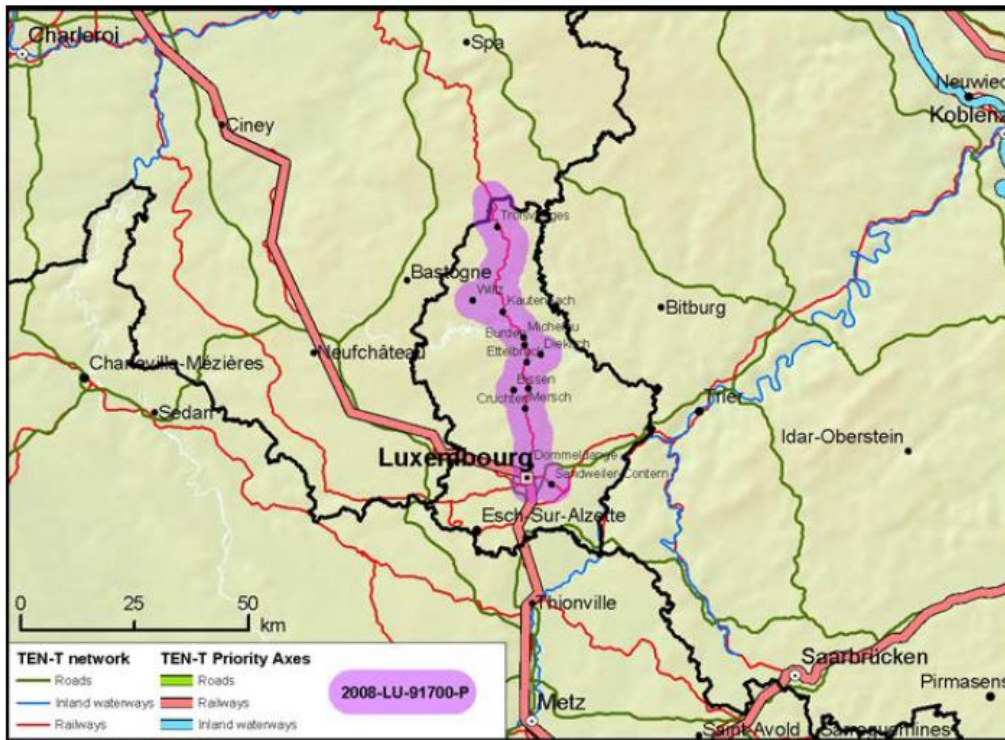 Charleroi
Spa
Neuwied
Koblenz
Ciney
Troisvierges
Bastogne
Wiltz
Kautenbach
Bitburg
Michelau
Burden
Diekirch
Ettelbruck
Neufchâteau
Charleville-Mézières
Bissen
Cruchten
Mersch
Sedan
Trier
Idar-Oberstein
Luxembourg
Dommeldange
Sandweiler-Contern
Esch-Sur-Alzette
Thionville
0 25 50
km
TEN-T network
Roads
Inland waterways
Railways
TEN-T Priority Axes
Roads
Railways
Inland waterways
2008-LU-91700-P
Saarbrücken
Pirmasens
Metz
Saint-Avold
Sarreguemines